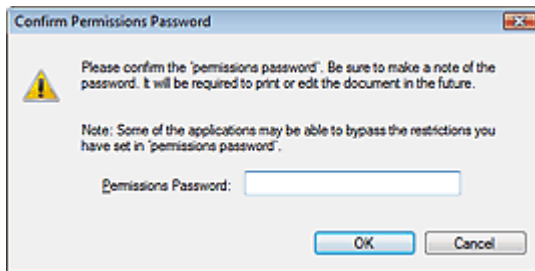 Confirm Permissions Password
Please confirm the 'permissions password'. Be sure to make a note of the
password. It will be required to print or edit the document in the future.
Note: Some of the applications may be able to bypass the restrictions you
have set in 'permissions password'.
Permissions Password:
OK Cancel